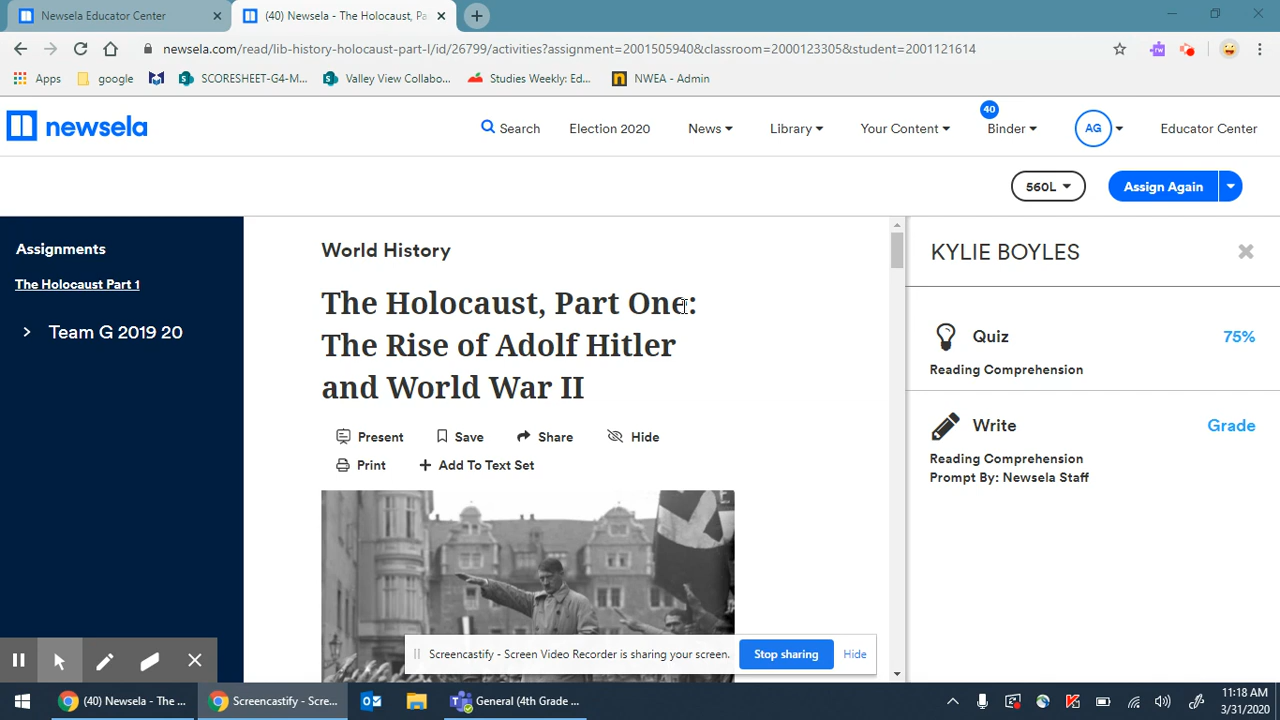 Newsela Educator Center
(40) Newsela - The Holocaust, Pa
newsela.com/read/lib-history-holocaust-part-I/id/26799/activities?assignment=2001505940&classroom=2000123305&student=2001121614
Apps google SCORESHEET-G4-M... Valley View Collabo... Studies Weekly: Ed... NWEA - Admin
newsela Search Election 2020 News Library Your Content 40 Binder AG Educator Center
560L Assign Again
Assignments
The Holocaust Part 1
Team G 2019 20
World History
The Holocaust, Part One:
The Rise of Adolf Hitler
and World War II
Present Save Share Hide
Print Add To Text Set
KYLIE BOYLES
Quiz 75%
Reading Comprehension
Write Grade
Reading Comprehension
Prompt By: Newsela Staff
Screencastify - Screen Video Recorder is sharing your screen. Stop sharing Hide
(40) Newsela - The ... Screencastify - Scre... General (4th Grade ... 11:18 AM
3/31/2020